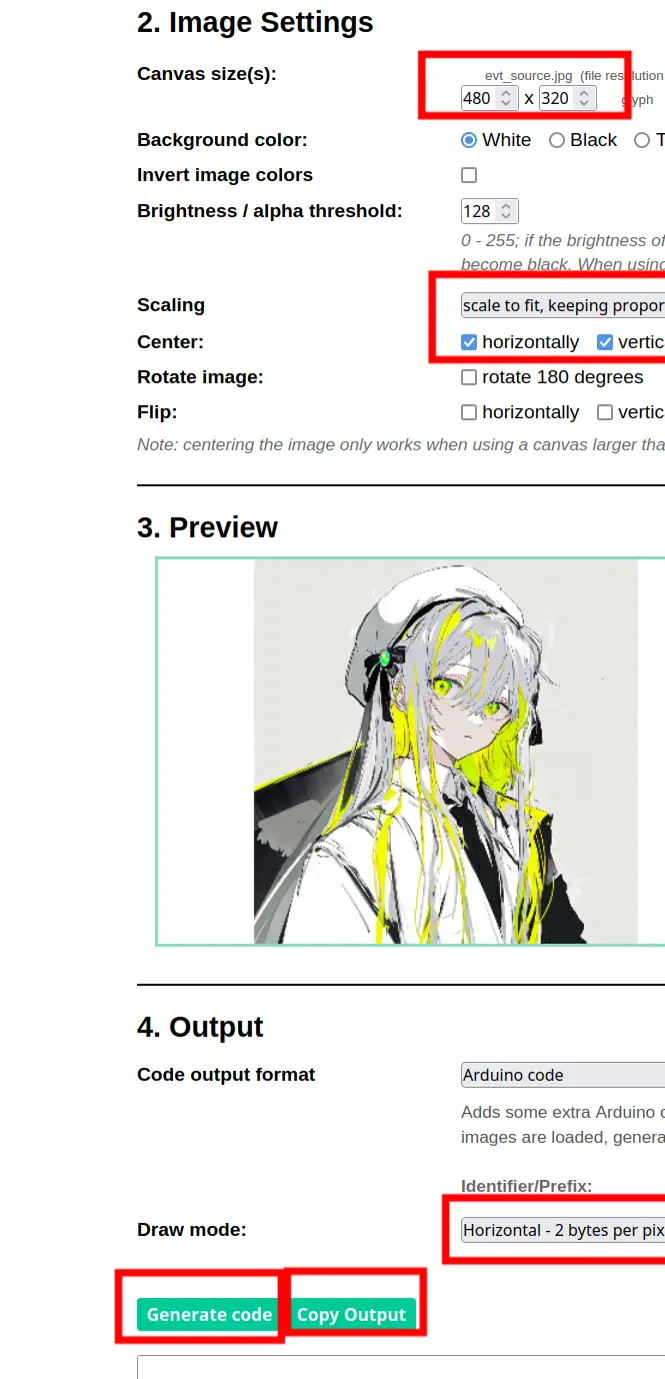 2. Image Settings
Canvas size(s):
evt_source.jpg (file resolution
480 x 320 glyph
Background color:
White Black T
Invert image colors
Brightness / alpha threshold:
128
0 - 255; if the brightness of
become black. When using
Scaling
scale to fit, keeping propor
Center:
horizontally vertic
Rotate image:
rotate 180 degrees
Flip:
horizontally vertic
Note: centering the image only works when using a canvas larger tha
3. Preview
4. Output
Code output format
Arduino code
Adds some extra Arduino c
images are loaded, genera
Identifier/Prefix:
Draw mode:
Horizontal - 2 bytes per pix
Generate code Copy Output